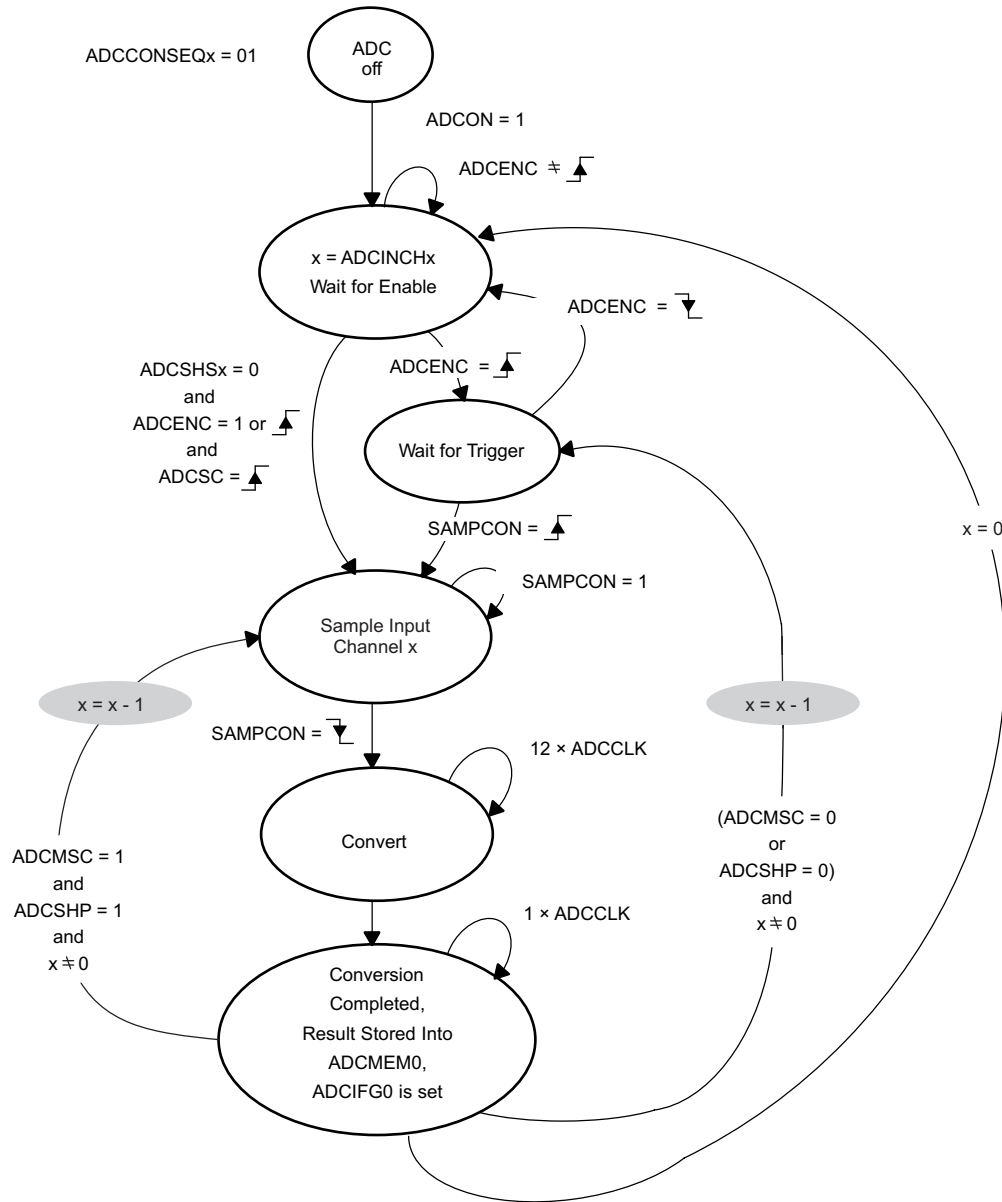 ADCCONSEQx = 01
ADC
off
ADCON = 1
ADCENC ≠
x = ADCINCHx
Wait for Enable
ADCENC =
ADCSHSx = 0
and
ADCENC = 1 or
and
ADCSC =
ADCENC =
Wait for Trigger
SAMPCON =
x = 0
SAMPCON = 1
Sample Input
Channel x
x = x - 1
x = x - 1
SAMPCON =
12 × ADCCLK
Convert
(ADCMSC = 0
or
ADCSHP = 0)
and
x ≠ 0
ADCMSC = 1
and
ADCSHP = 1
and
x ≠ 0
1 × ADCCLK
Conversion
Completed,
Result Stored Into
ADCMEM0,
ADCIFG0 is set